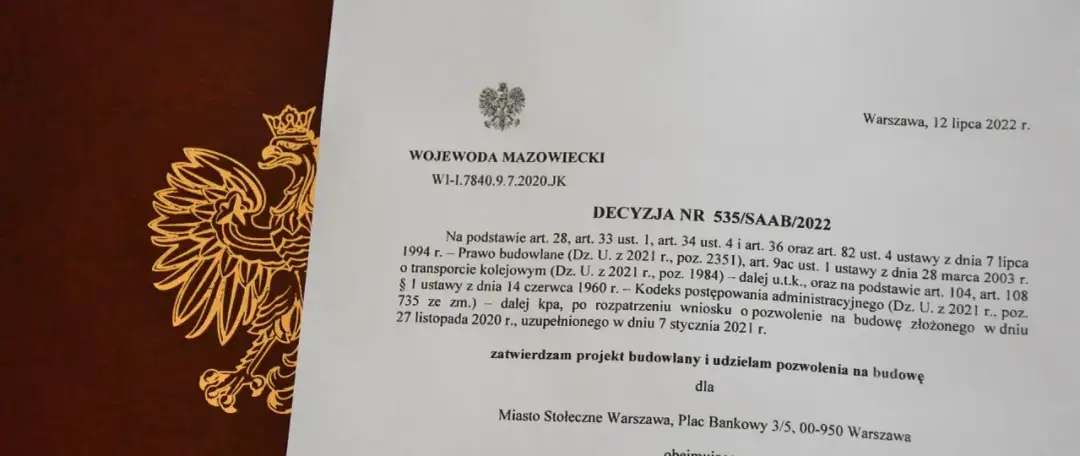 Warszawa, 12 lipca 2022 r.
WOJEWODA MAZOWIECKI
WI-I.7840.9.7.2020.JK
DECYZJA NR 535/SAAB/2022
Na podstawie art. 28, art. 33 ust. 1, art. 34 ust. 4 i art. 36 oraz art. 82 ust. 4 ustawy z dnia 7 lipca
1994 r. – Prawo budowlane (Dz. U. z 2021 r., poz. 2351), art. 9ac ust. 1 ustawy z dnia 28 marca 2003 r.
o transporcie kolejowym (Dz. U. z 2021 r., poz. 1984) – dalej u.t.k., oraz na podstawie art. 104, art. 108
§ 1 ustawy z dnia 14 czerwca 1960 r. – Kodeks postępowania administracyjnego (Dz. U. z 2021 r., poz.
735 ze zm.) – dalej kpa, po rozpatrzeniu wniosku o pozwolenie na budowę złożonego w dniu
27 listopada 2020 r., uzupełnionego w dniu 7 stycznia 2021 r.
zatwierdzam projekt budowlany i udzielam pozwolenia na budowę
dla
Miasto Stołeczne Warszawa, Plac Bankowy 3/5, 00-950 Warszawa